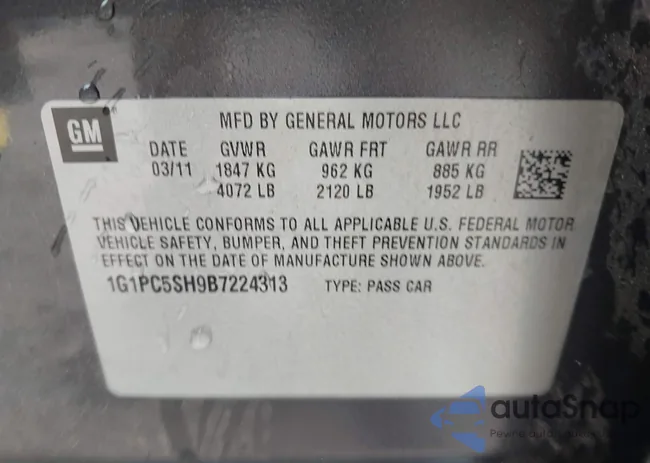 GM
MFD BY GENERAL MOTORS LLC
DATE GVWR GAWR FRT GAWR RR
03/11 1847 KG 962 KG 885 KG
4072 LB 2120 LB 1952 LB
THIS VEHICLE CONFORMS TO ALL APPLICABLE U.S. FEDERAL MOTOR
VEHICLE SAFETY, BUMPER, AND THEFT PREVENTION STANDARDS IN
EFFECT ON THE DATE OF MANUFACTURE SHOWN ABOVE.
1G1PC5SH9B7224313 TYPE: PASS CAR
autoSnap
Pewne auto